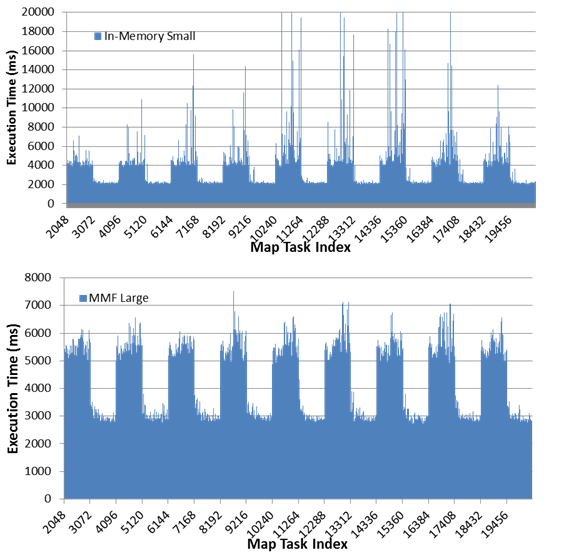 20000
18000
16000
14000
12000
10000
8000
6000
4000
2000
0
Execution Time (ms)
In-Memory Small
2048 3072 4096 5120 6144 7168 8192 9216 10240 11264 12288 13312 14336 15360 16384 17408 18432 19456
Map Task Index
8000
7000
6000
5000
4000
3000
2000
1000
0
Execution Time (ms)
MMF Large
2048 3072 4096 5120 6144 7168 8192 9216 10240 11264 12288 13312 14336 15360 16384 17408 18432 19456
Map Task Index